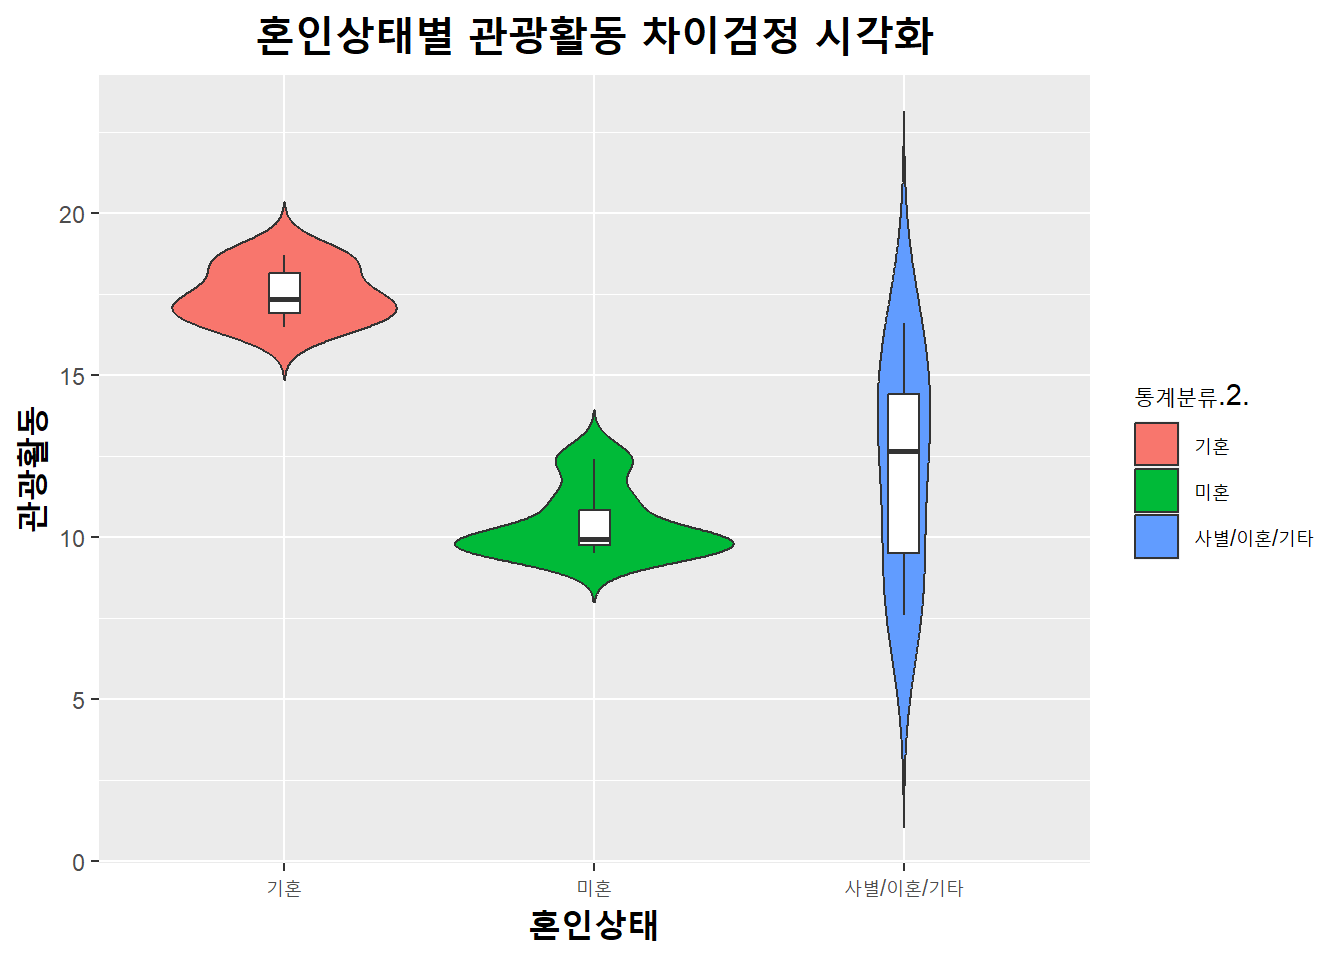 혼인상태별 관광활동 차이검정 시각화
관광활동
20
15
10
5
0
기혼
미혼
사별/이혼/기타
혼인상태
통계분류.2.
기혼
미혼
사별/이혼/기타